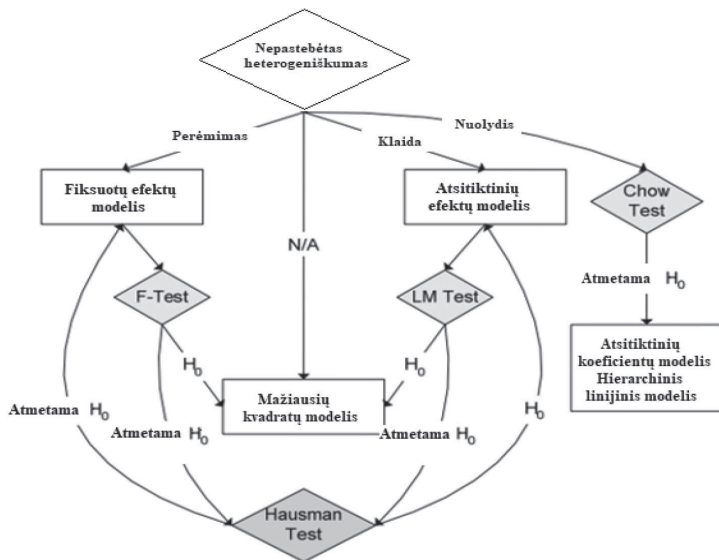 Nepastebėtas
heterogeniškumas
Perėmimas
Klaida
Nuolydis
Fiksuotų efektų
modelis
Atsitiktinių
efektų modelis
Chow
Test
N/A
F-Test
LM Test
Atmetama H₀
H₀
H₀
Atsitiktinių
koeficientų modelis
Hierarchinis
linijinis modelis
Mažiausių
kvadratų modelis
Atmetama H₀
Atmetama H₀
Atmetama H₀
H₀
Hausman
Test